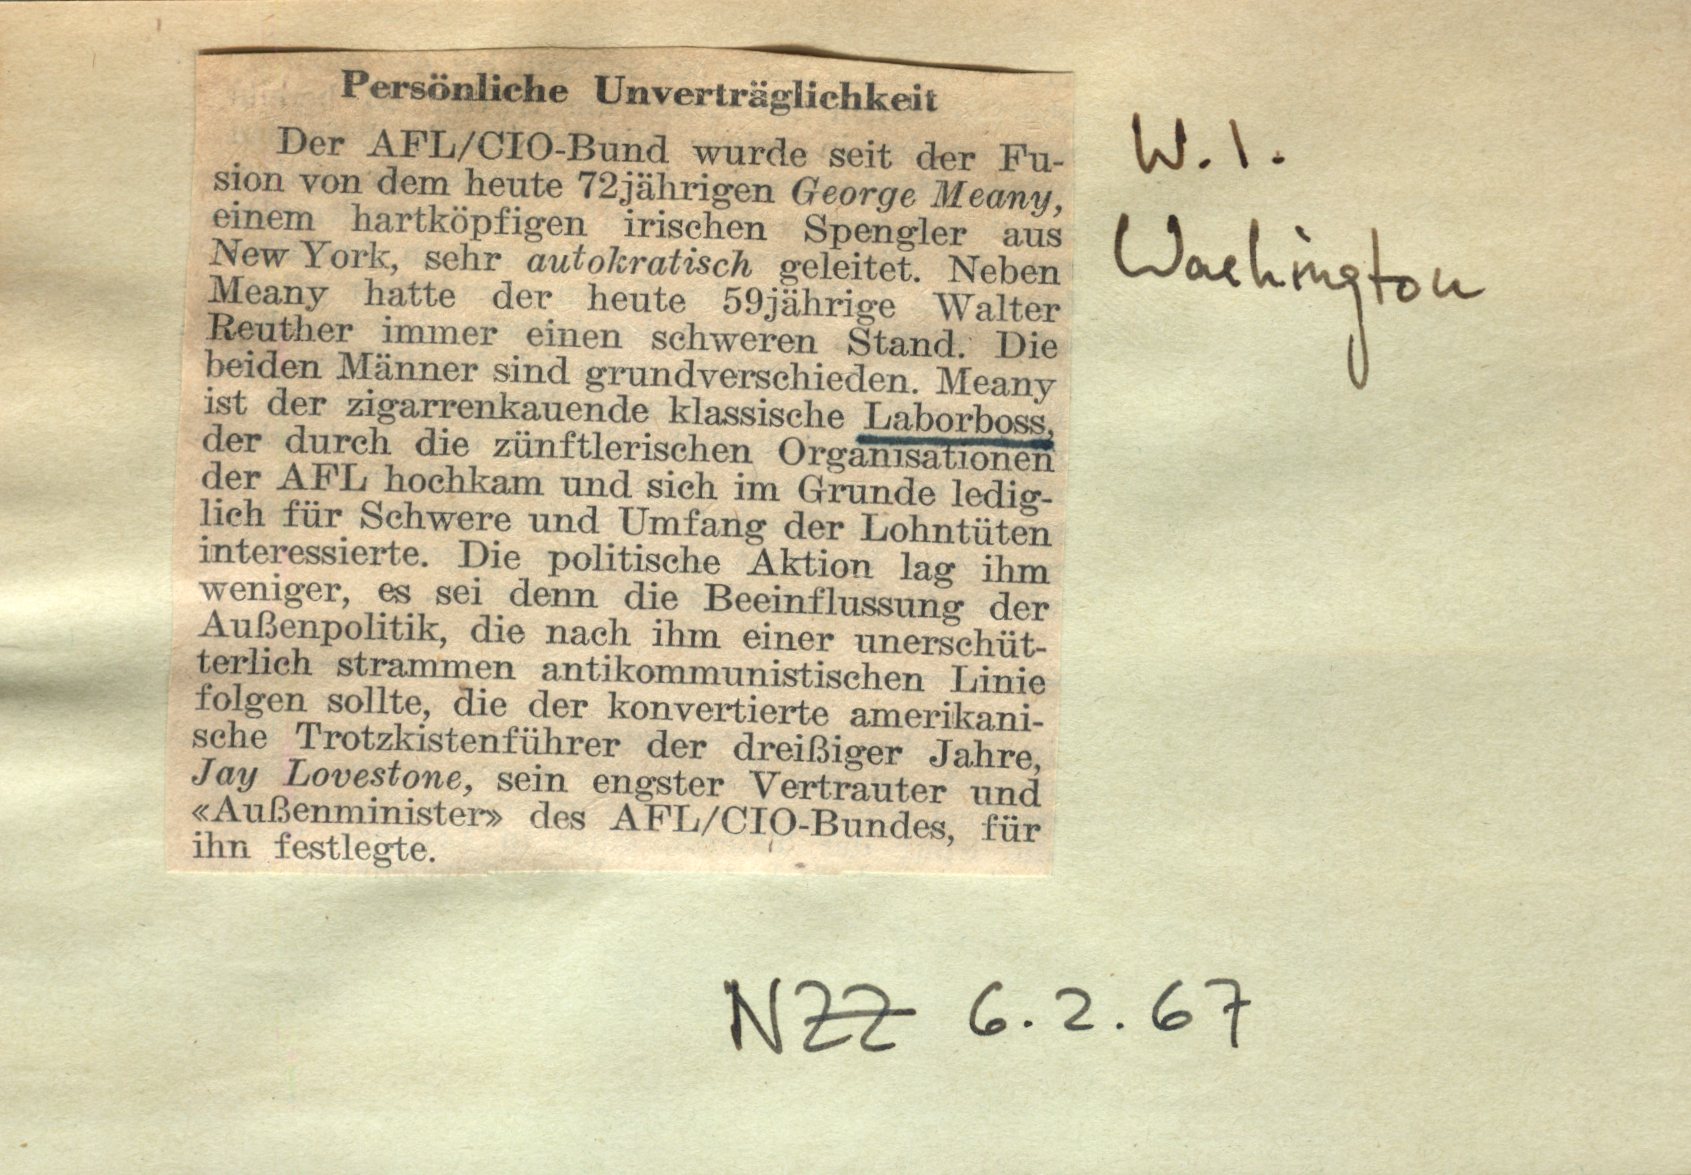 Persönliche Unverträglichkeit
Der AFL/CIO-Bund wurde seit der Fu-
sion von dem heute 72jährigen George Meany,
einem hartköpfigen irischen Spengler aus
New York, sehr autokratisch geleitet. Neben
Meany hatte der heute 59jährige Walter
Reuther immer einen schweren Stand. Die
beiden Männer sind grundverschieden. Meany
ist der zigarrenkauende klassische Laborboss,
der durch die zünftlerischen Organisationen
der AFL hochkam und sich im Grunde ledig-
lich für Schwere und Umfang der Lohntüten
interessierte. Die politische Aktion lag ihm
weniger, es sei denn die Beeinflussung der
Außenpolitik, die nach ihm einer unerschüt-
terlich strammen antikommunistischen Linie
folgen sollte, die der konvertierte amerikani-
sche Trotzkistenführer der dreißiger Jahre,
Jay Lovestone, sein engster Vertrauter und
«Außenminister» des AFL/CIO-Bundes, für
ihn festlegte.
W. I.
Washington
NZZ 6.2.67